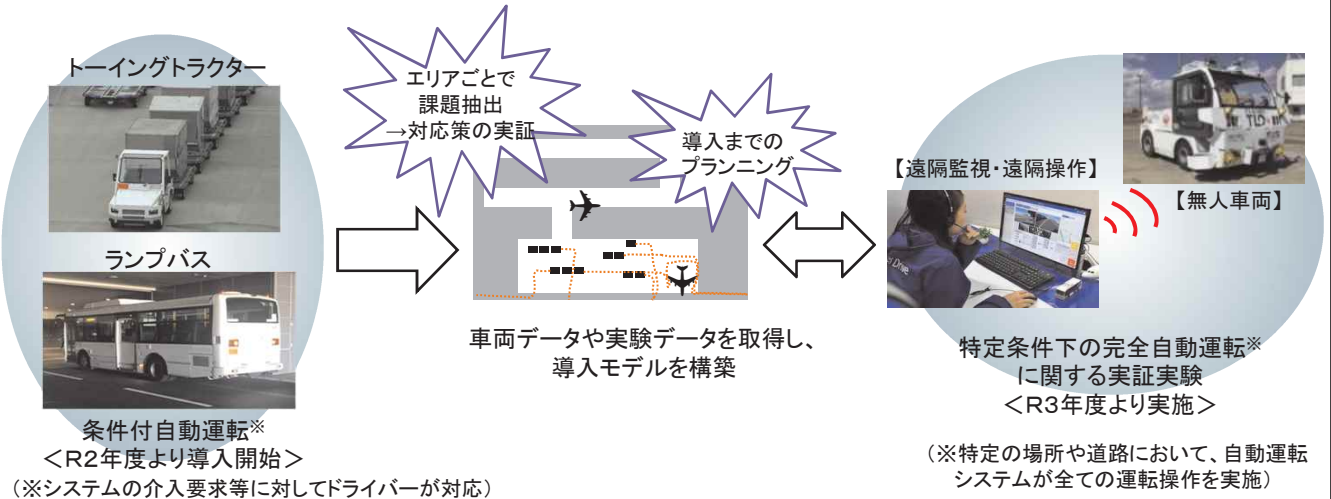 トーイングトラクター
ランプバス
条件付自動運転※
＜R2年度より導入開始＞
（※システムの介入要求等に対してドライバーが対応）
エリアごとで
課題抽出
→対応策の実証
導入までの
プランニング
車両データや実験データを取得し、
導入モデルを構築
【遠隔監視・遠隔操作】
TLD
【無人車両】
Drive
特定条件下の完全自動運転※
に関する実証実験
＜R3年度より実施＞
（※特定の場所や道路において、自動運転
システムが全ての運転操作を実施）